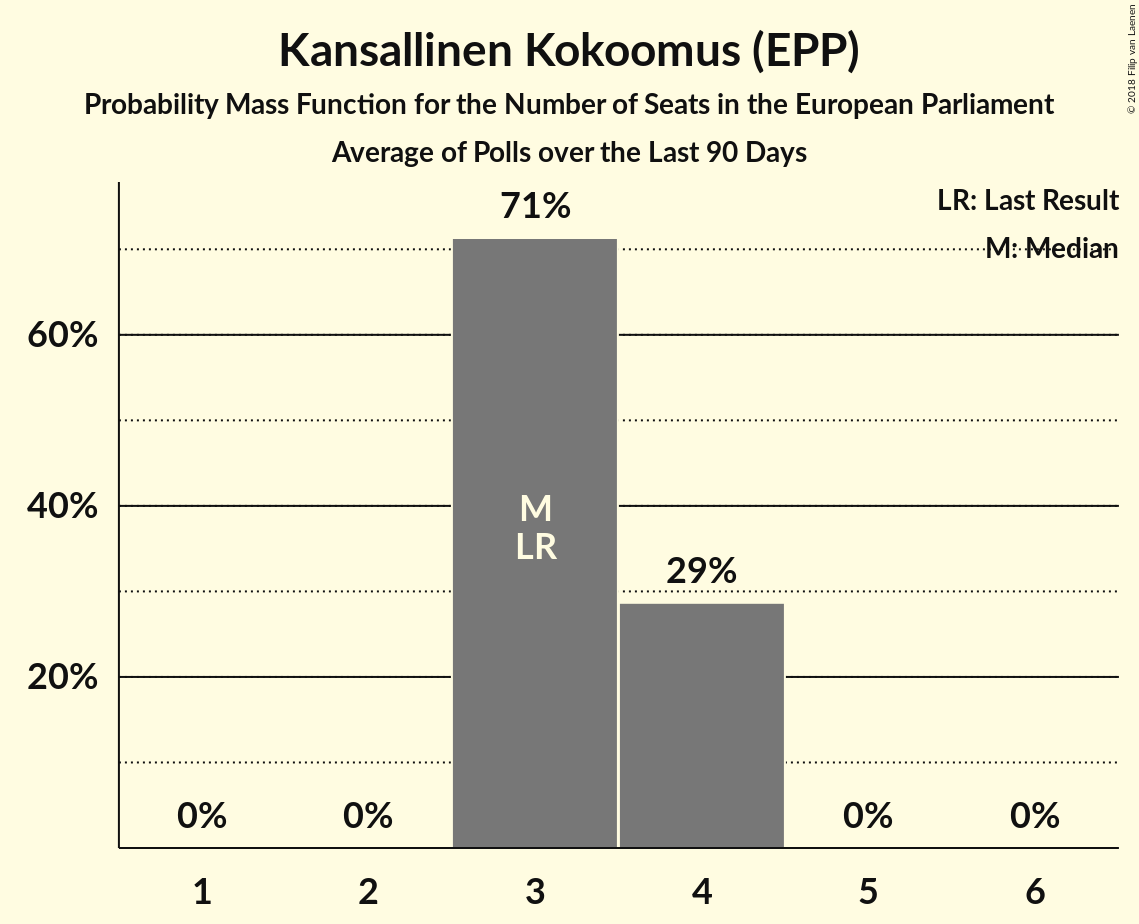 Kansallinen Kokoomus (EPP)
Probability Mass Function for the Number of Seats in the European Parliament
Average of Polls over the Last 90 Days
© 2018 Filip van Laenen
LR: Last Result
M: Median
71%
60%
40%
M
LR
29%
20%
0%
0%
0%
0%
1
2
3
4
5
6